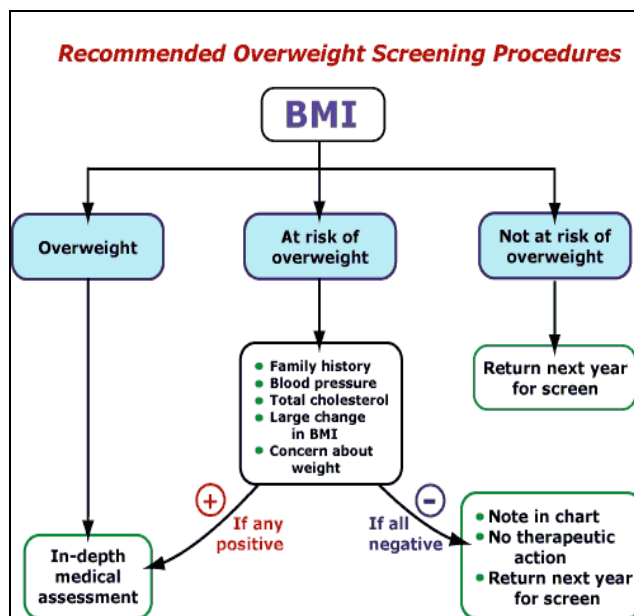 Recommended Overweight Screening Procedures
BMI
Overweight
At risk of
overweight
Not at risk of
overweight
Family history
Blood pressure
Total cholesterol
Large change
in BMI
Concern about
weight
Return next year
for screen
+
If any
positive
−
If all
negative
In-depth
medical
assessment
Note in chart
No therapeutic
action
Return next year
for screen